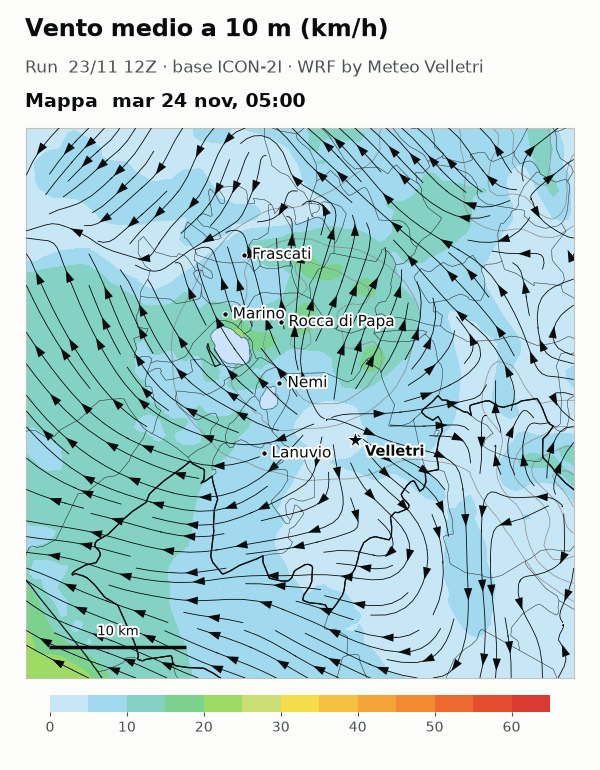 Vento medio a 10 m (km/h)
Run 23/11 12Z · base ICON-2I · WRF by Meteo Velletri
Mappa mar 24 nov, 05:00
Frascati
Marino
Rocca di Papa
Nemi
Velletri
Lanuvio
10 km
0 10 20 30 40 50 60